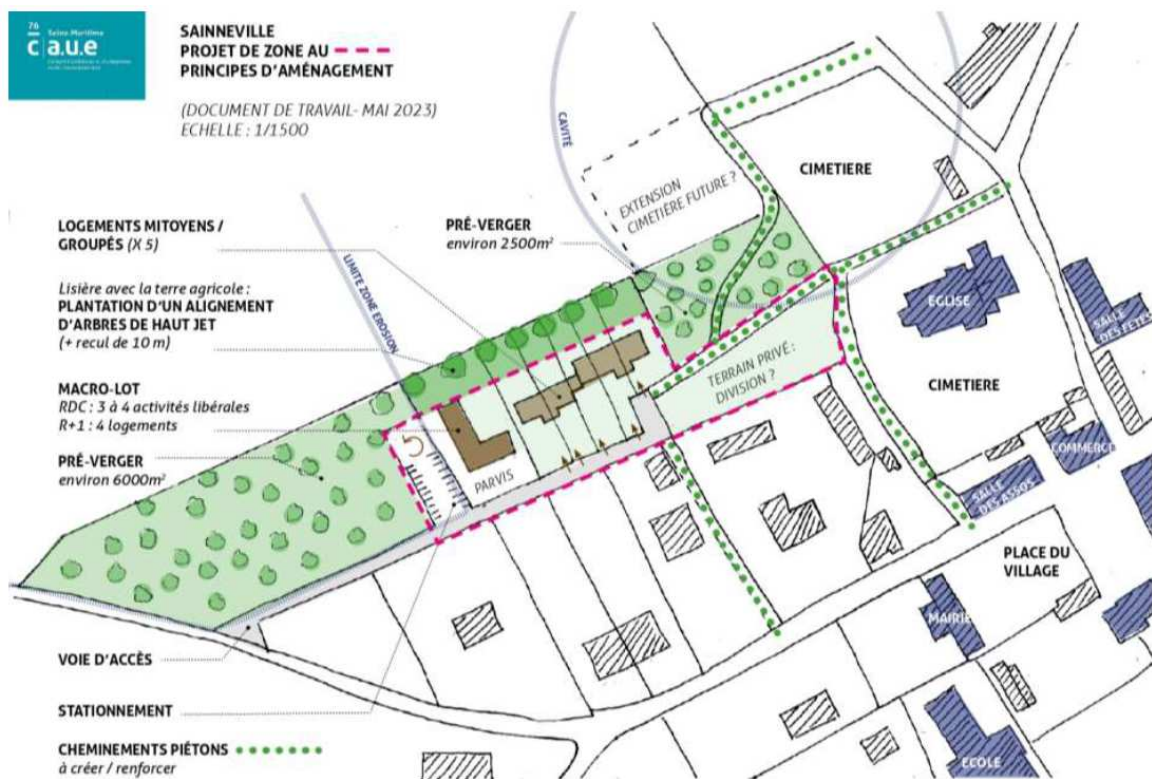 76
Seine-Maritime
c|a.u.e
SAINNEVILLE
PROJET DE ZONE AU
PRINCIPES D'AMÉNAGEMENT
(DOCUMENT DE TRAVAIL- MAI 2023)
ECHELLE : 1/1500
CAVITÉ
CIMETIERE
EXTENSION
CIMETIÈRE FUTURE ?
LOGEMENTS MITOYENS /
GROUPÉS (X 5)
PRÉ-VERGER
environ 2500m²
LIMITE ZONE EROSION
Lisière avec la terre agricole :
PLANTATION D'UN ALIGNEMENT
D'ARBRES DE HAUT JET
(+ recul de 10 m)
EGLISE
SALLE
DES FETES
TERRAIN PRIVÉ :
DIVISION ?
CIMETIERE
MACRO-LOT
RDC : 3 à 4 activités libérales
R+1 : 4 logements
COMMERCE
PRÉ-VERGER
environ 6000m²
PARVIS
SALLE
DES ASSOS
PLACE DU
VILLAGE
MAIRIE
VOIE D'ACCÈS
STATIONNEMENT
CHEMINEMENTS PIÉTONS
à créer / renforcer
ECOLE